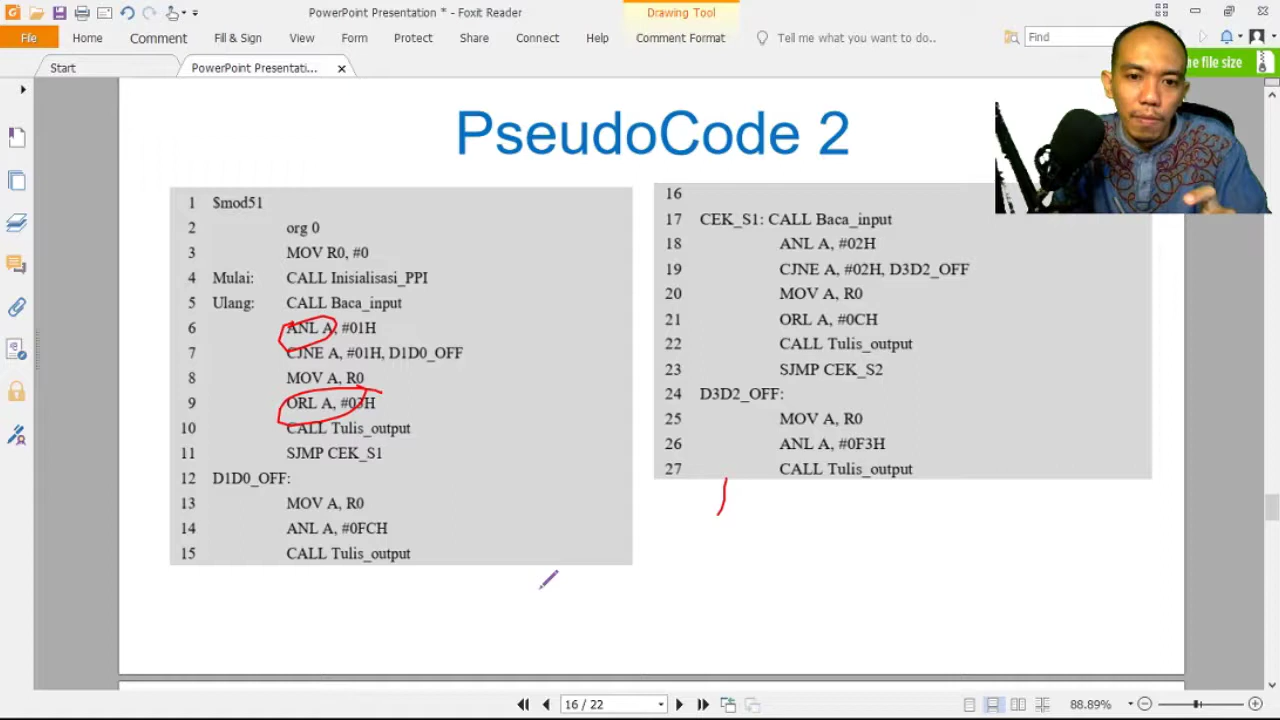 PowerPoint Presentation * - Foxit Reader
Drawing Tool
File Home Comment Fill & Sign View Form Protect Share Connect Help Comment Format Tell me what you want to do.. Find
Start PowerPoint Presentati...
e file size
PseudoCode 2
1 $mod51
2 org 0
3 MOV R0, #0
4 Mulai: CALL Inisialisasi_PPI
5 Ulang: CALL Baca_input
6 ANL A, #01H
7 CJNE A, #01H, D1D0_OFF
8 MOV A, R0
9 ORL A, #03H
10 CALL Tulis_output
11 SJMP CEK_S1
12 D1D0_OFF:
13 MOV A, R0
14 ANL A, #0FCH
15 CALL Tulis_output
16
17 CEK_S1: CALL Baca_input
18 ANL A, #02H
19 CJNE A, #02H, D3D2_OFF
20 MOV A, R0
21 ORL A, #0CH
22 CALL Tulis_output
23 SJMP CEK_S2
24 D3D2_OFF:
25 MOV A, R0
26 ANL A, #0F3H
27 CALL Tulis_output
16 / 22
88.89%